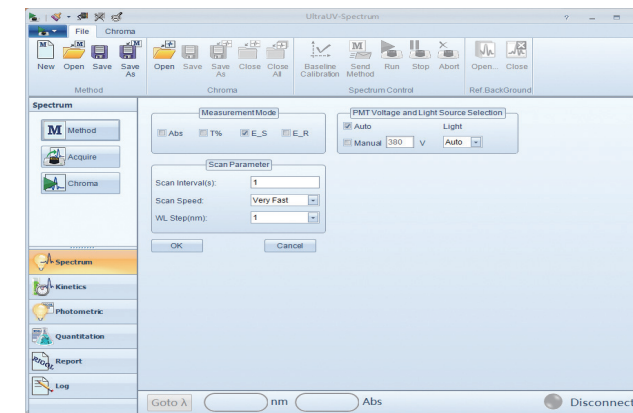 UltraUV-Spectrum
File Chroma
New Open Save Save As Open Save Save As Close Close All Baseline Calibration Send Method Run Stop Abort Open... Close
Method Chroma Spectrum Control Ref.BackGround
Spectrum
Measurement Mode PMT Voltage and Light Source Selection
M Method
Auto Light
Abs T% E_S E_R
Manual 380 V Auto
Acquire
Scan Parameter
Chroma
Scan Interval(s): 1
Scan Speed: Very Fast
WL Step(nm): 1
OK Cancel
Spectrum
Kinetics
Photometric
Quantitation
Report
Log
Goto λ nm Abs Disconnect